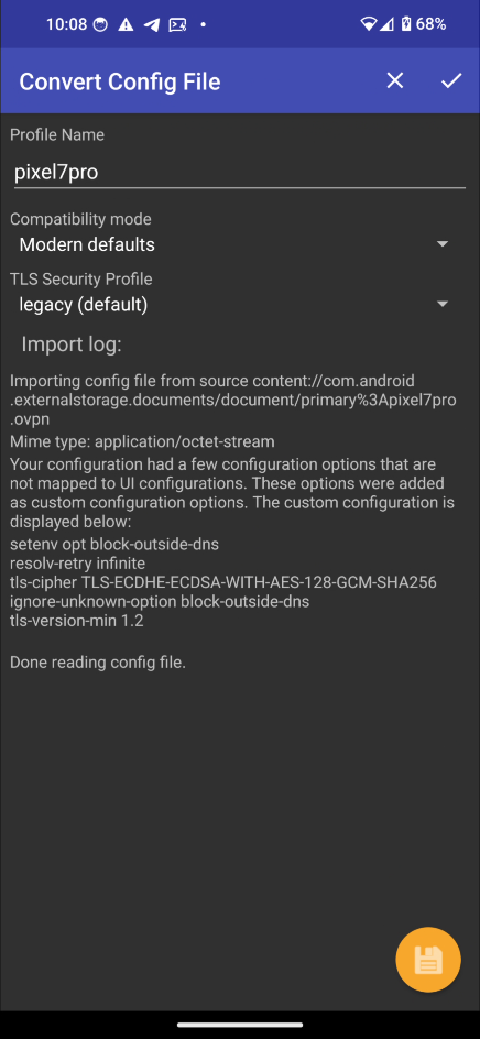 10:08
68%
Convert Config File
Profile Name
pixel7pro
Compatibility mode
Modern defaults
TLS Security Profile
legacy (default)
Import log:
Importing config file from source content://com.android
.externalstorage.documents/document/primary%3Apixel7pro
.ovpn
Mime type: application/octet-stream
Your configuration had a few configuration options that are
not mapped to UI configurations. These options were added
as custom configuration options. The custom configuration is
displayed below:
setenv opt block-outside-dns
resolv-retry infinite
tls-cipher TLS-ECDHE-ECDSA-WITH-AES-128-GCM-SHA256
ignore-unknown-option block-outside-dns
tls-version-min 1.2
Done reading config file.